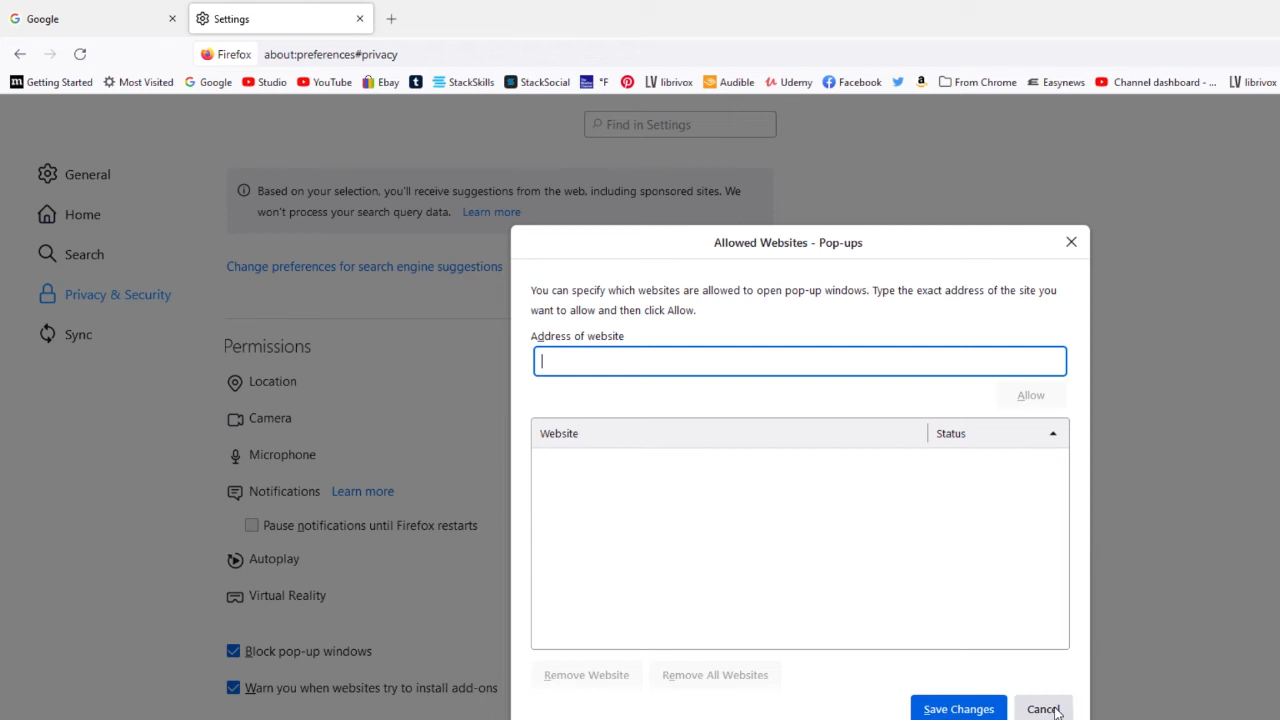 Google
Settings
Firefox about:preferences#privacy
m Getting Started Most Visited Google Studio YouTube Ebay t StackSkills StackSocial °F librivox Audible Udemy Facebook From Chrome Easynews Channel dashboard - ... librivox
Find in Settings
General
Home
Search
Privacy & Security
Sync
Based on your selection, you'll receive suggestions from the web, including sponsored sites. We
won't process your search query data. Learn more
Change preferences for search engine suggestions
Permissions
Location
Camera
Microphone
Notifications Learn more
Pause notifications until Firefox restarts
Autoplay
Virtual Reality
Block pop-up windows
Warn you when websites try to install add-ons
Allowed Websites - Pop-ups
You can specify which websites are allowed to open pop-up windows. Type the exact address of the site you
want to allow and then click Allow.
Address of website
Allow
Website Status
Remove Website Remove All Websites
Save Changes Cancel